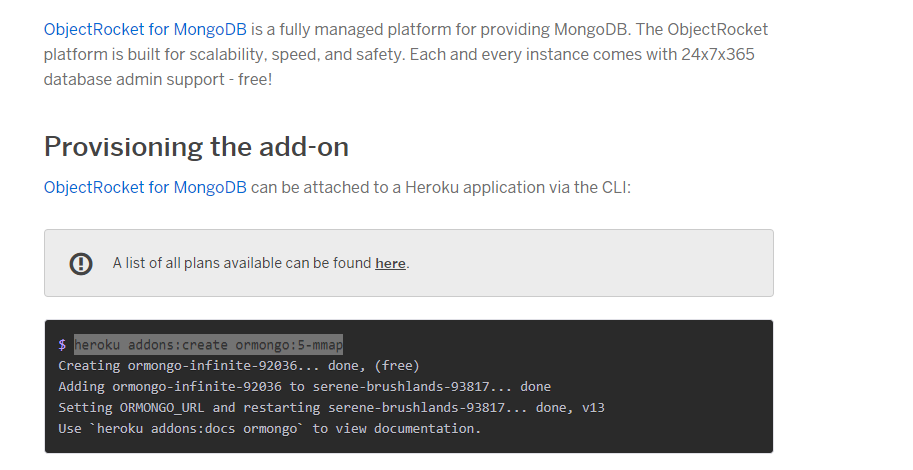 ObjectRocket for MongoDB is a fully managed platform for providing MongoDB. The ObjectRocket
platform is built for scalability, speed, and safety. Each and every instance comes with 24x7x365
database admin support - free!
Provisioning the add-on
ObjectRocket for MongoDB can be attached to a Heroku application via the CLI:
A list of all plans available can be found here.
$ heroku addons:create ormongo:5-mmap
Creating ormongo-infinite-92036... done, (free)
Adding ormongo-infinite-92036 to serene-brushlands-93817... done
Setting ORMONGO_URL and restarting serene-brushlands-93817... done, v13
Use `heroku addons:docs ormongo` to view documentation.